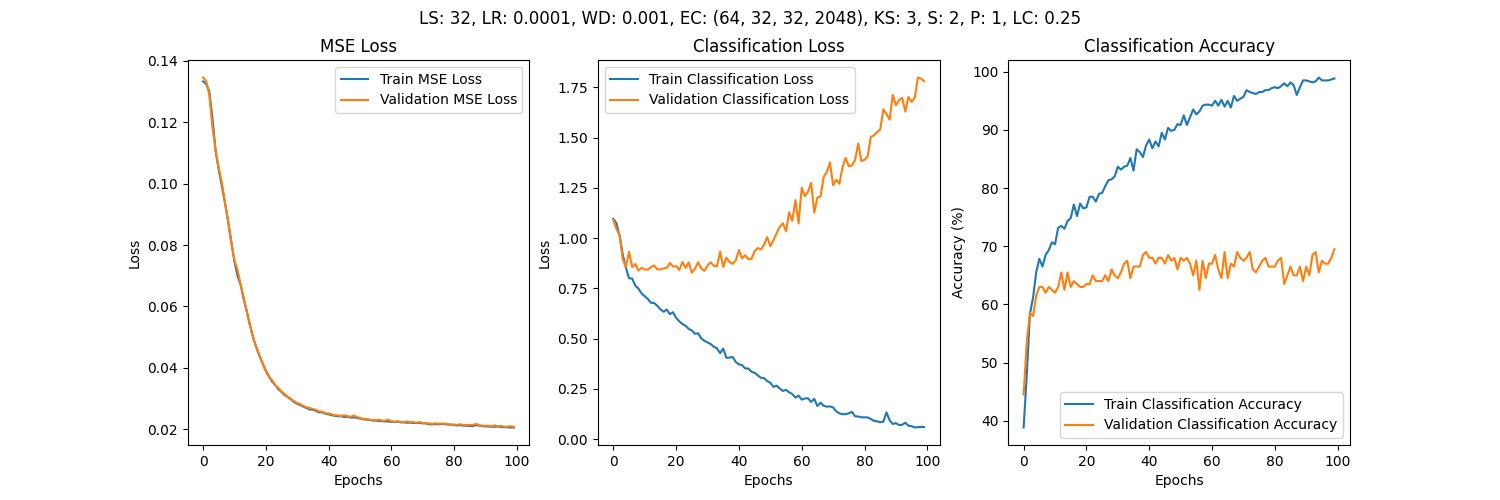 LS: 32, LR: 0.0001, WD: 0.001, EC: (64, 32, 32, 2048), KS: 3, S: 2, P: 1, LC: 0.25
MSE Loss
Train MSE Loss
Validation MSE Loss
0.14
0.12
0.10
0.08
0.06
0.04
0.02
Loss
0 20 40 60 80 100
Epochs
Classification Loss
Train Classification Loss
Validation Classification Loss
1.75
1.50
1.25
1.00
0.75
0.50
0.25
0.00
Loss
0 20 40 60 80 100
Epochs
Classification Accuracy
100
90
80
70
60
50
40
Accuracy (%)
Train Classification Accuracy
Validation Classification Accuracy
0 20 40 60 80 100
Epochs